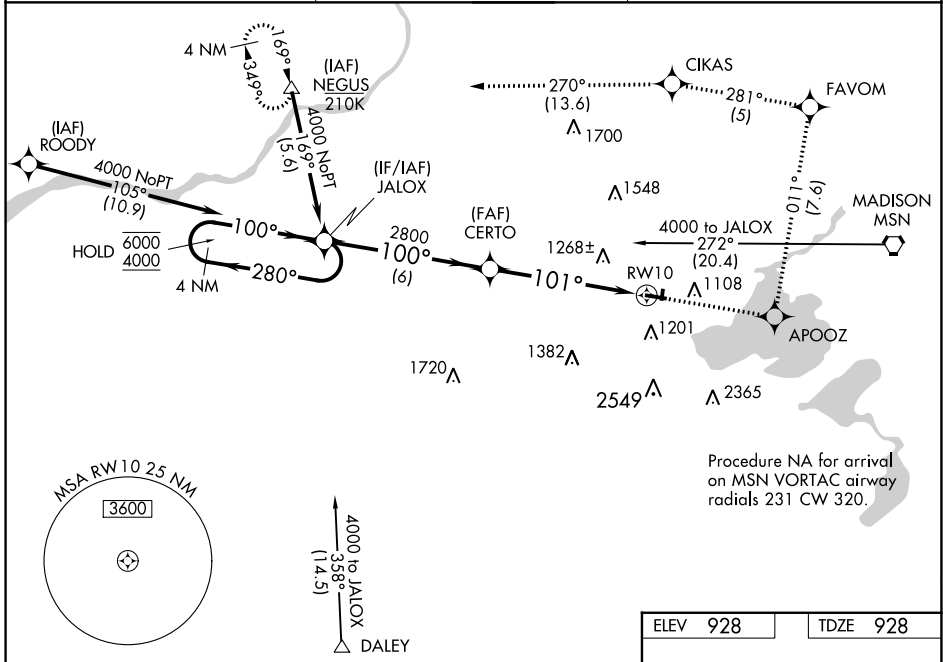 4 NM
169°
349°
(IAF)
NEGUS
210K
4000 NoPT
169°
(5.6)
(IAF)
ROODY
4000 NoPT
105°
(10.9)
(IF/IAF)
JALOX
HOLD
6000
4000
4 NM
100°
280°
2800
100°
(6)
(FAF)
CERTO
101°
270°
(13.6)
CIKAS
281°
(5)
FAVOM
011°
(7.6)
1700
1548
MADISON
MSN
4000 to JALOX
272°
(20.4)
1268±
RW10
1108
APOOZ
1201
1382
1720
2549
2365
Procedure NA for arrival
on MSN VORTAC airway
radials 231 CW 320.
MSA RW10 25 NM
3600
4000 to JALOX
358°
(14.5)
DALEY
ELEV 928
TDZE 928